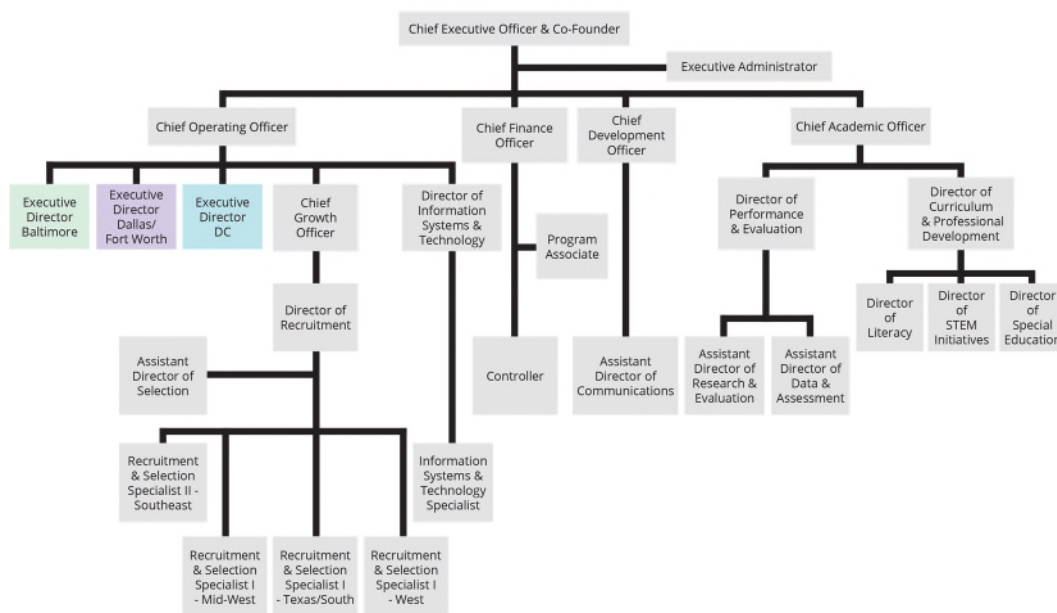 Chief Executive Officer & Co-Founder
Executive Administrator
Chief Operating Officer
Chief Finance
Officer
Chief
Development
Officer
Chief Academic Officer
Executive
Director
Baltimore
Executive
Director
Dallas/
Fort Worth
Executive
Director
DC
Chief
Growth
Officer
Director of
Information
Systems &
Technology
Program
Associate
Director of
Performance
& Evaluation
Director of
Curriculum
& Professional
Development
Director of
Recruitment
Director
of
Literacy
Director
of
STEM
Initiatives
Director
of
Special
Education
Assistant
Director of
Selection
Controller
Assistant
Director of
Communications
Assistant
Director of
Research &
Evaluation
Assistant
Director of
Data &
Assessment
Recruitment
& Selection
Specialist II -
Southeast
Information
Systems &
Technology
Specialist
Recruitment
& Selection
Specialist I
- Mid-West
Recruitment
& Selection
Specialist I
- Texas/South
Recruitment
& Selection
Specialist I
- West